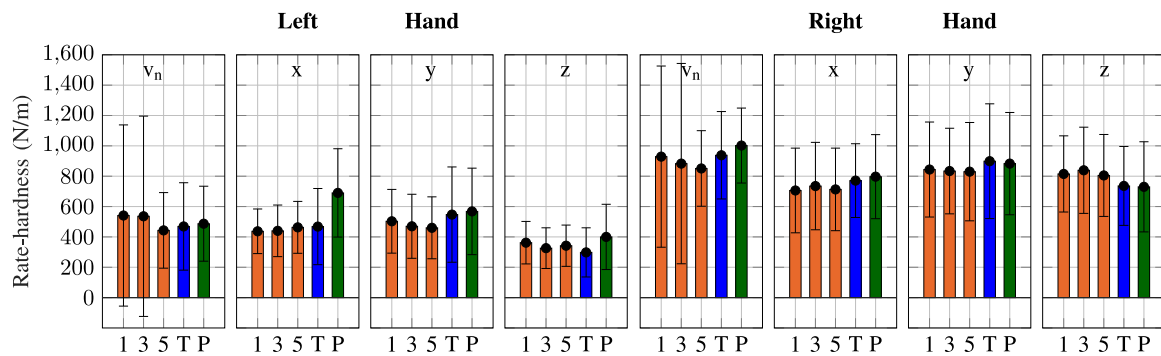 Left Hand Right Hand
1,600
1,400
1,200
1,000
800
600
400
200
0
Rate-hardness (N/m)
vn x y z vn x y z
1 3 5 T P 1 3 5 T P 1 3 5 T P 1 3 5 T P 1 3 5 T P 1 3 5 T P 1 3 5 T P 1 3 5 T P